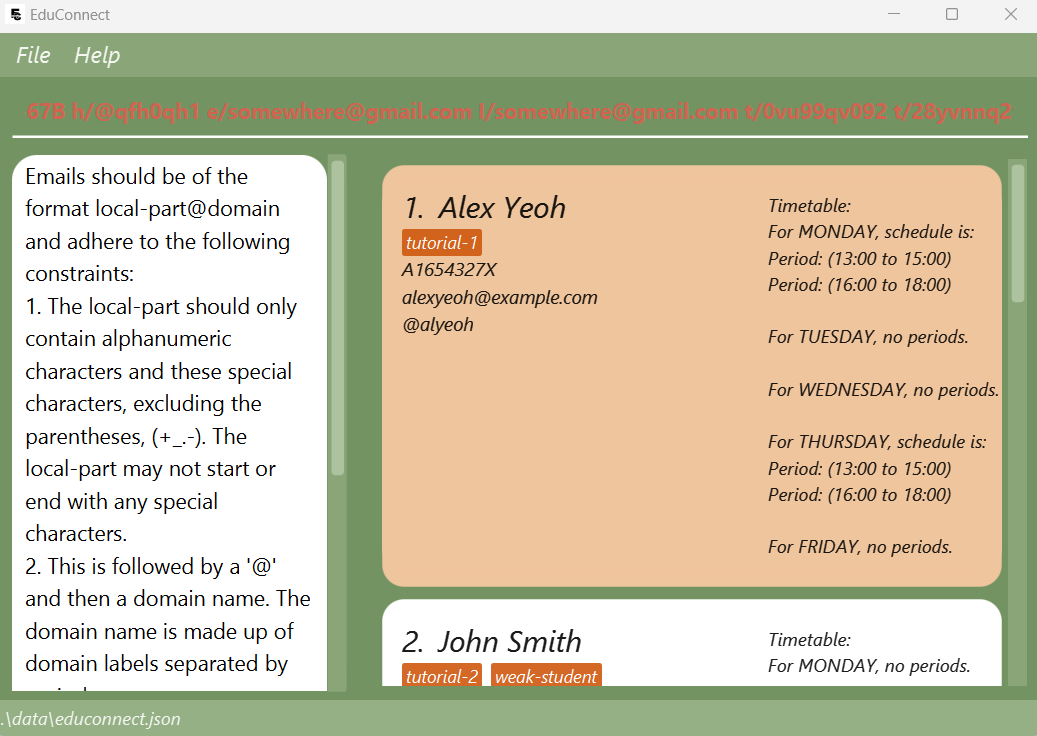 EduConnect
File Help
67B h/@qfh0qh1 e/somewhere@gmail.com l/somewhere@gmail.com t/0vu99qv092 t/28yvnnq2
Emails should be of the
format local-part@domain
and adhere to the following
constraints:
1. The local-part should only
contain alphanumeric
characters and these special
characters, excluding the
parentheses, (+_.-). The
local-part may not start or
end with any special
characters.
2. This is followed by a '@'
and then a domain name. The
domain name is made up of
domain labels separated by
1. Alex Yeoh
tutorial-1
A1654327X
alexyeoh@example.com
@alyeoh
Timetable:
For MONDAY, schedule is:
Period: (13:00 to 15:00)
Period: (16:00 to 18:00)
For TUESDAY, no periods.
For WEDNESDAY, no periods.
For THURSDAY, schedule is:
Period: (13:00 to 15:00)
Period: (16:00 to 18:00)
For FRIDAY, no periods.
2. John Smith
tutorial-2 weak-student
Timetable:
For MONDAY, no periods.
.\data\educonnect.json